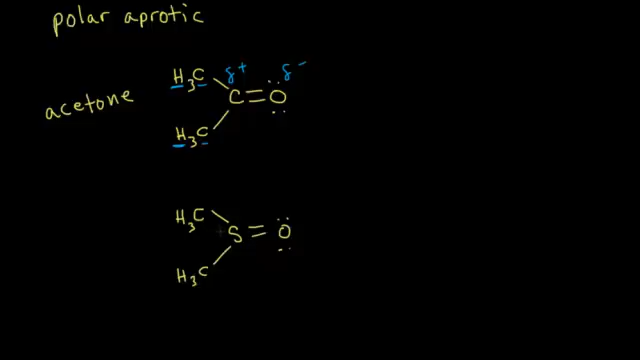 polar aprotic
H₃C δ+ δ-
C=O
acetone
H₃C
H₃C
S=O
H₃C